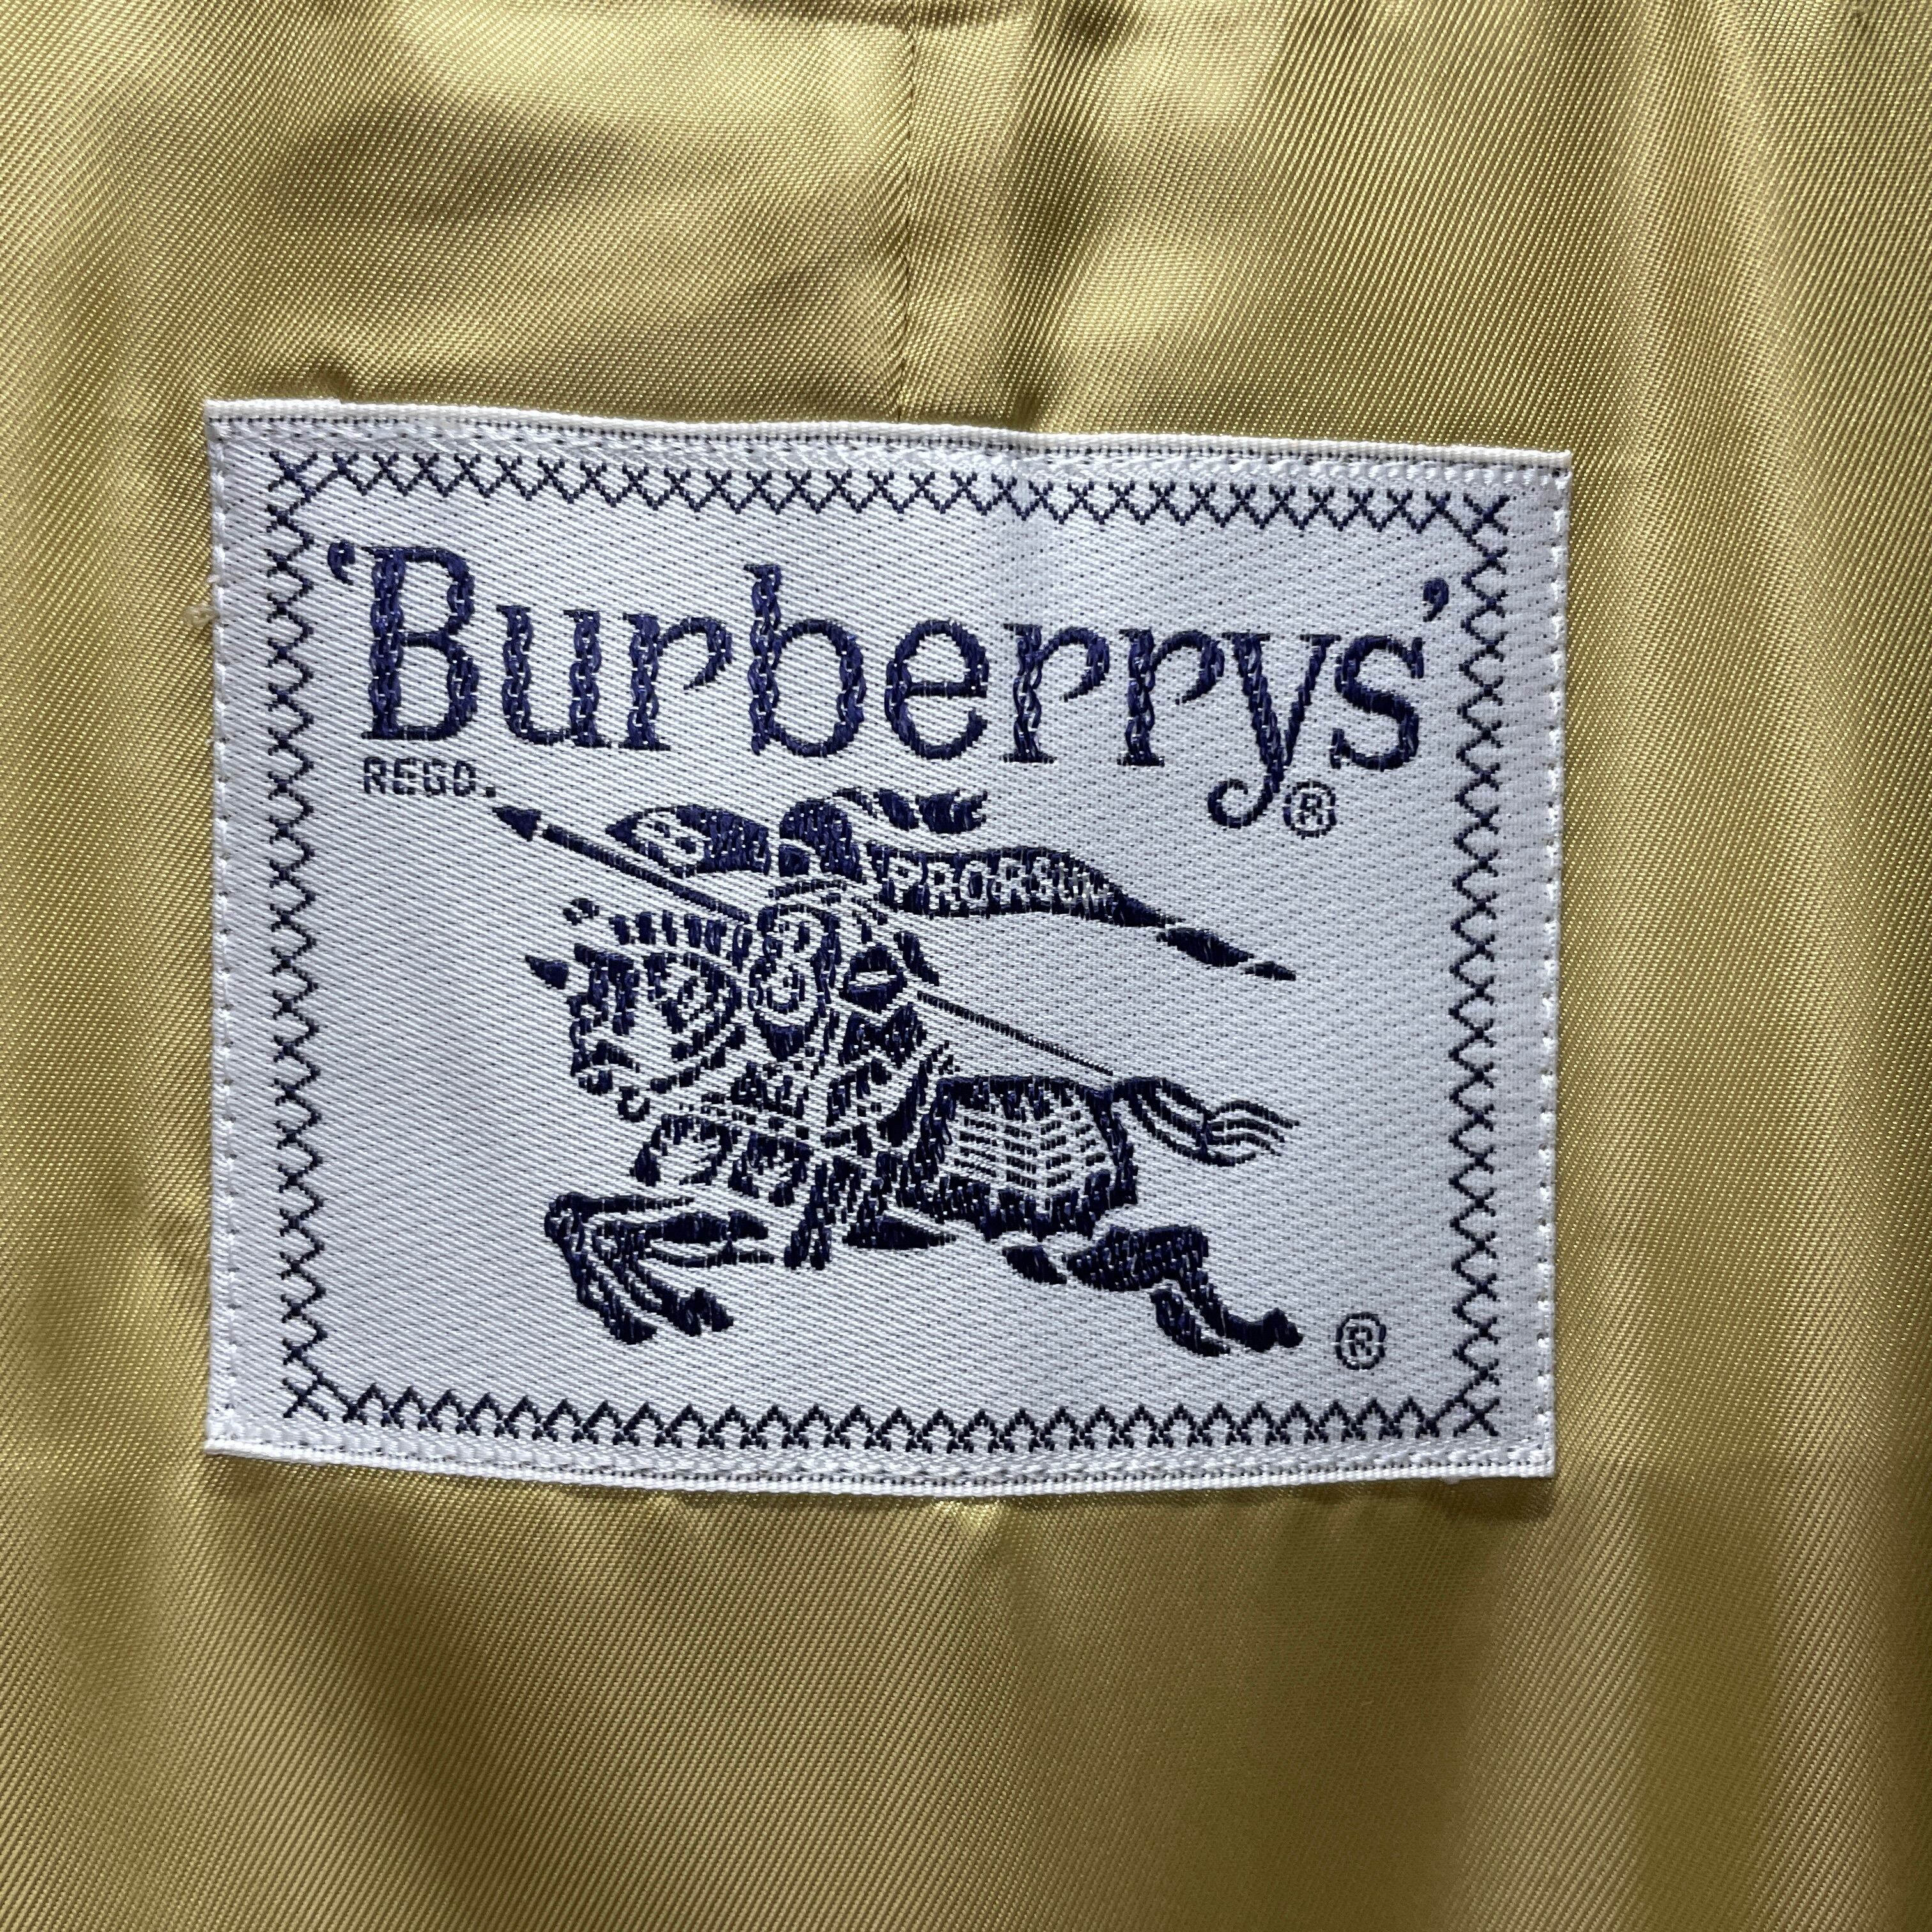 'Burberrys'
REGD. ®
PRORSUM
®